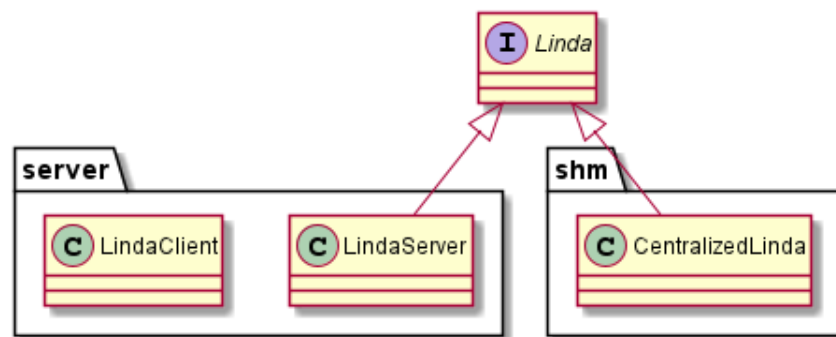 I Linda
server
shm
C LindaClient
C LindaServer
C CentralizedLinda